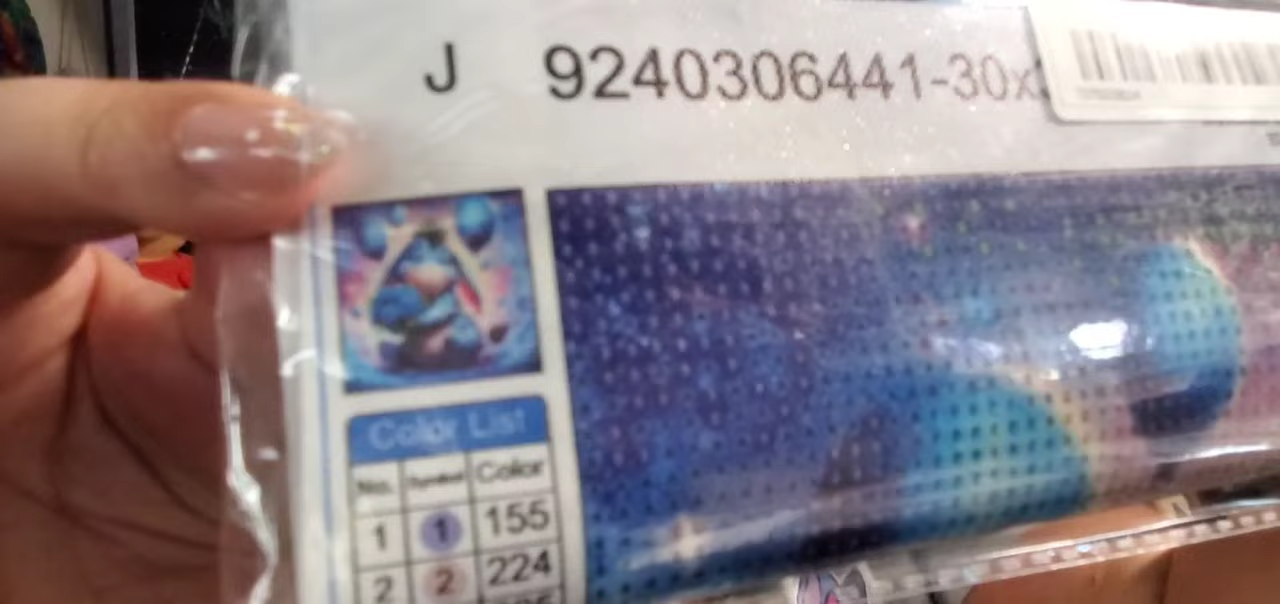 J 9240306441-30x
Color List
No. Symbol Color
1 1 155
2 2 224